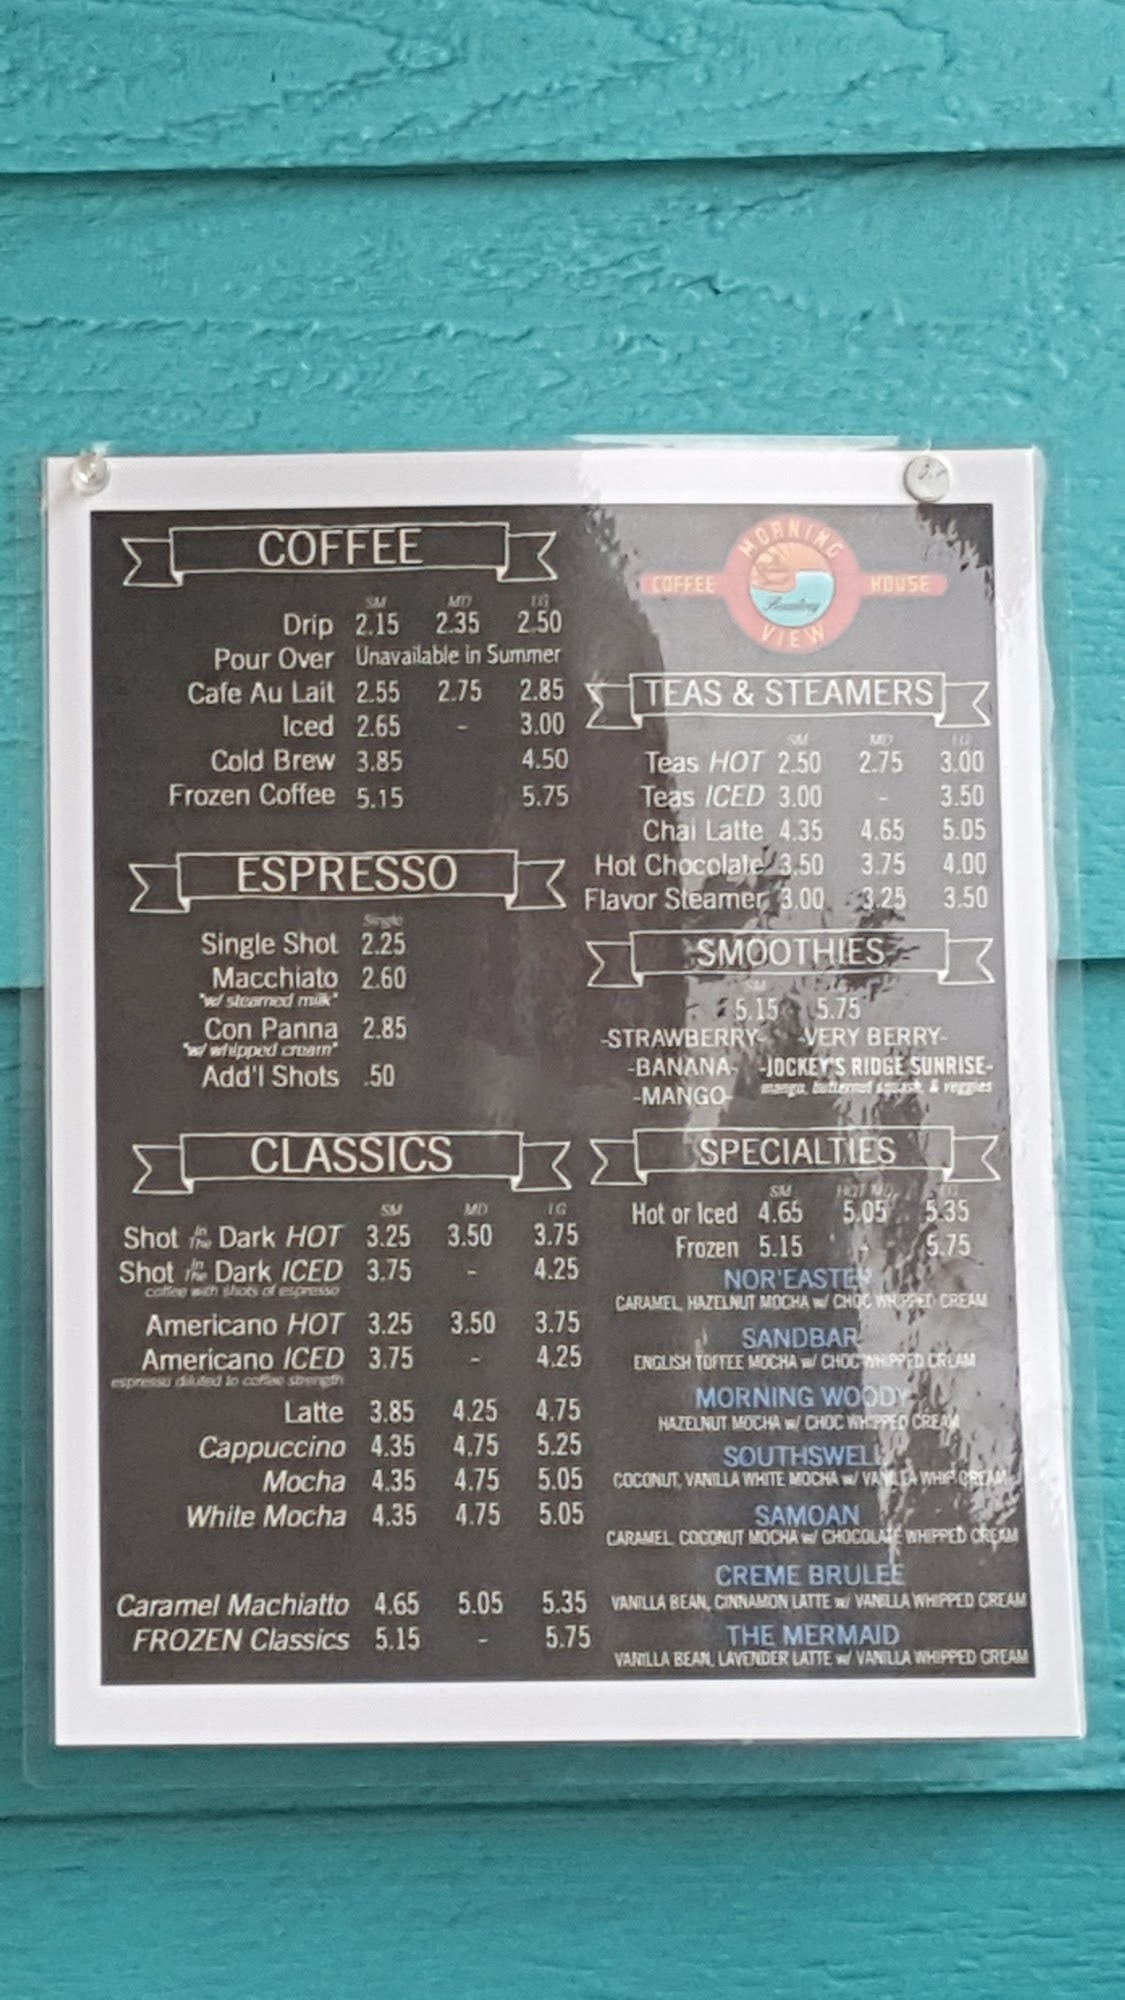 COFFEE
SM MD LG
Drip 2.15 2.35 2.50
Pour Over Unavailable in Summer
Cafe Au Lait 2.55 2.75 2.85
Iced 2.65 - 3.00
Cold Brew 3.85 4.50
Frozen Coffee 5.15 5.75
ESPRESSO
Single
Single Shot 2.25
Macchiato 2.60
"w/ steamed milk"
Con Panna 2.85
"w/ whipped cream"
Add'l Shots .50
CLASSICS
SM MD LG
Shot In The Dark HOT 3.25 3.50 3.75
Shot In The Dark ICED 3.75 - 4.25
coffee with shots of espresso
Americano HOT 3.25 3.50 3.75
Americano ICED 3.75 - 4.25
espresso diluted to coffee strength
Latte 3.85 4.25 4.75
Cappuccino 4.35 4.75 5.25
Mocha 4.35 4.75 5.05
White Mocha 4.35 4.75 5.05
Caramel Machiatto 4.65 5.05 5.35
FROZEN Classics 5.15 - 5.75
MORNING
COFFEE HOUSE
Roasting
VIEW
TEAS & STEAMERS
SM MD LG
Teas HOT 2.50 2.75 3.00
Teas ICED 3.00 - 3.50
Chai Latte 4.35 4.65 5.05
Hot Chocolate 3.50 3.75 4.00
Flavor Steamer 3.00 3.25 3.50
SMOOTHIES
SM
5.15 5.75
-STRAWBERRY- -VERY BERRY-
-BANANA- -JOCKEY'S RIDGE SUNRISE-
mango, butternut squash, & veggies
-MANGO-
SPECIALTIES
SM HOT MD LG
Hot or Iced 4.65 5.05 5.35
Frozen 5.15 - 5.75
NOR'EASTER
CARAMEL, HAZELNUT MOCHA w/ CHOC WHIPPED CREAM
SANDBAR
ENGLISH TOFFEE MOCHA w/ CHOC WHIPPED CREAM
MORNING WOODY
HAZELNUT MOCHA w/ CHOC WHIPPED CREAM
SOUTHSWELL
COCONUT, VANILLA WHITE MOCHA w/ VANILLA WHIP CREAM
SAMOAN
CARAMEL, COCONUT MOCHA w/ CHOCOLATE WHIPPED CREAM
CREME BRULEE
VANILLA BEAN, CINNAMON LATTE w/ VANILLA WHIPPED CREAM
THE MERMAID
VANILLA BEAN, LAVENDER LATTE w/ VANILLA WHIPPED CREAM